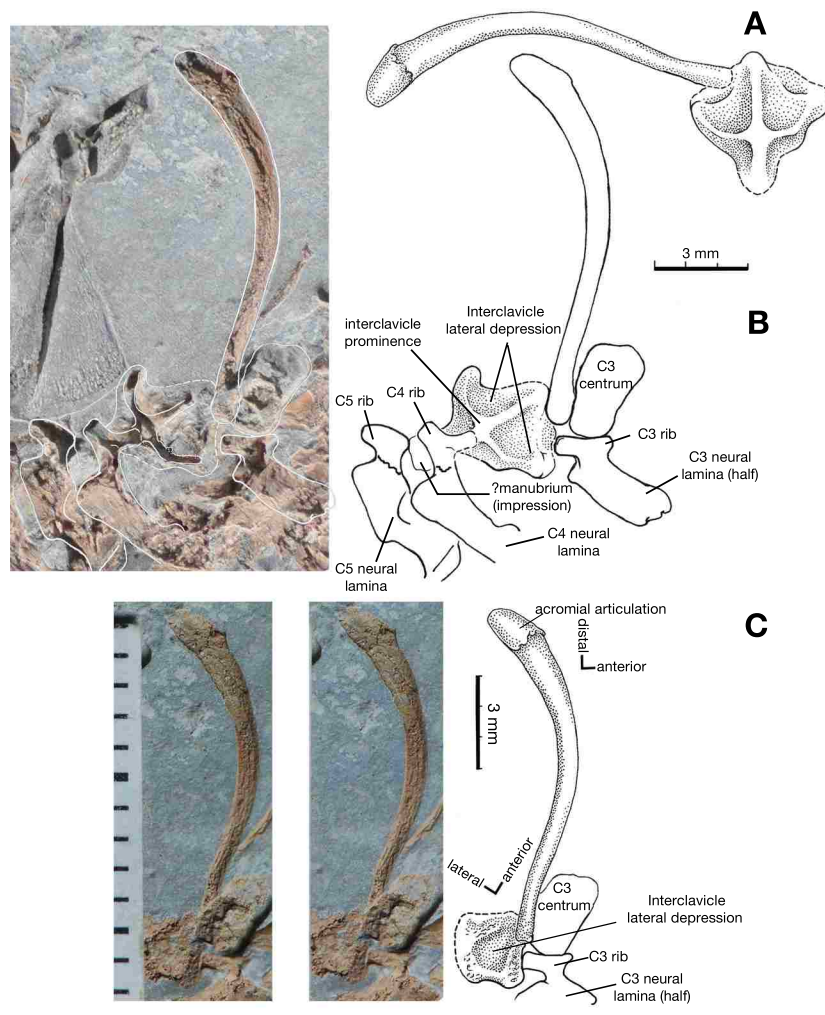 A
3 mm
B
interclavicle
prominence
Interclavicle
lateral depression
C3
centrum
C5 rib
C4 rib
C3 rib
C3 neural
lamina (half)
?manubrium
(impression)
C4 neural
lamina
C5 neural
lamina
C
acromial articulation
distal
anterior
3 mm
lateral
anterior
C3
centrum
Interclavicle
lateral depression
C3 rib
C3 neural
lamina (half)